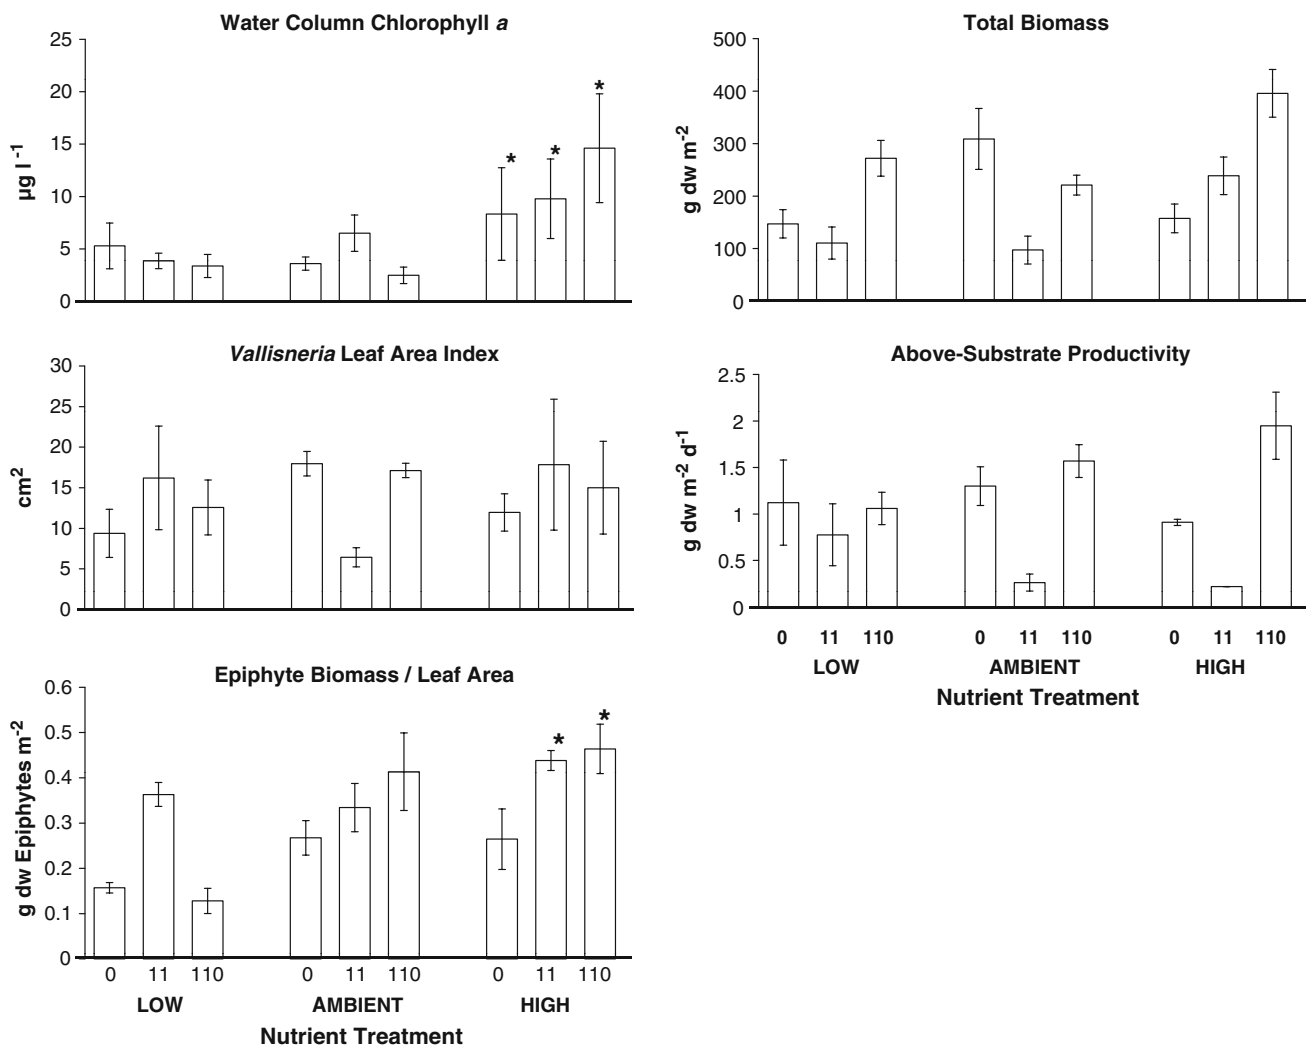 Water Column Chlorophyll a
25
20
15
10
5
0
µg l -1
* * *
Total Biomass
500
400
300
200
100
0
g dw m-2
Vallisneria Leaf Area Index
30
25
20
15
10
5
0
cm2
Above-Substrate Productivity
2.5
2
1.5
1
0.5
0
g dw m-2 d-1
0 11 110 0 11 110 0 11 110
LOW AMBIENT HIGH
Nutrient Treatment
Epiphyte Biomass / Leaf Area
0.6
0.5
0.4
0.3
0.2
0.1
0
g dw Epiphytes m-2
* *
0 11 110 0 11 110 0 11 110
LOW AMBIENT HIGH
Nutrient Treatment